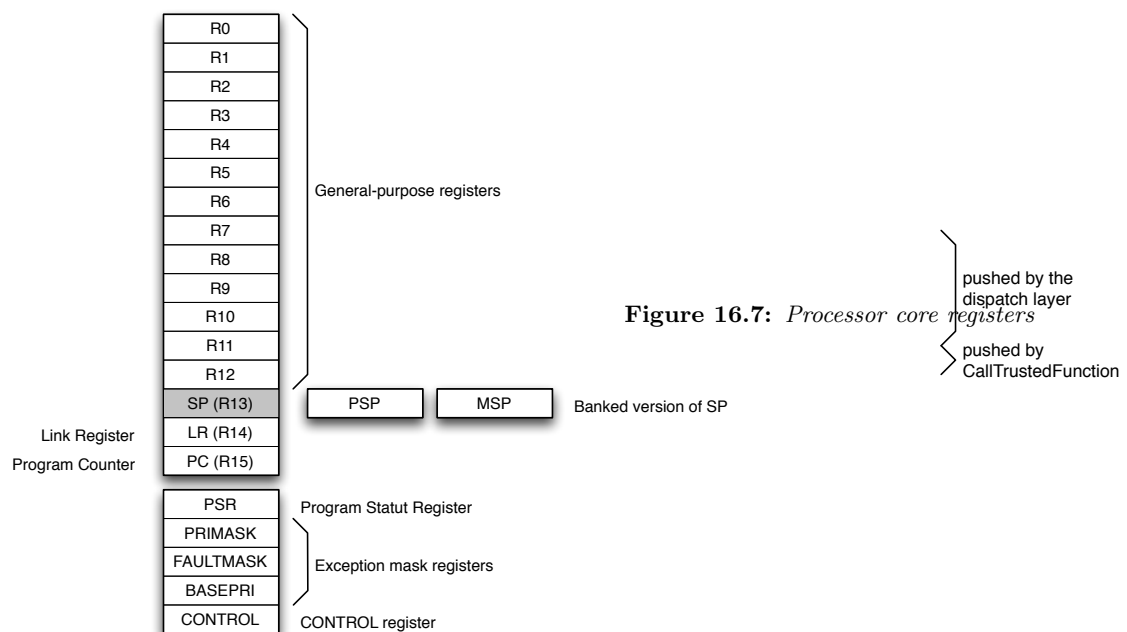 R0
R1
R2
R3
R4
R5
R6
R7
R8
R9
R10
R11
R12
SP (R13)
LR (R14)
PC (R15)
General-purpose registers
PSP
MSP
Banked version of SP
Link Register
Program Counter
PSR
PRIMASK
FAULTMASK
BASEPRI
CONTROL
Program Statut Register
Exception mask registers
CONTROL register
pushed by the
dispatch layer
pushed by
CallTrustedFunction
Figure 16.7: Processor core registers